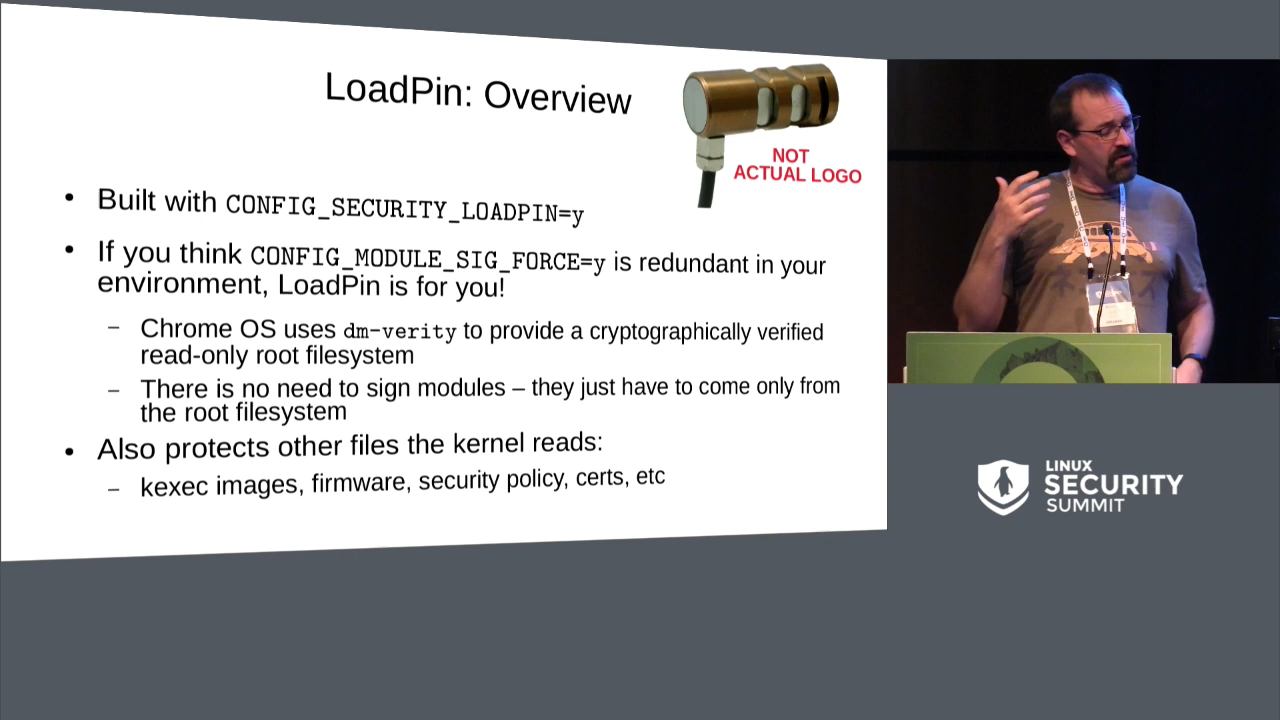 LoadPin: Overview
NOT
ACTUAL LOGO
• Built with CONFIG_SECURITY_LOADPIN=y
• If you think CONFIG_MODULE_SIG_FORCE=y is redundant in your
environment, LoadPin is for you!
– Chrome OS uses dm-verity to provide a cryptographically verified
read-only root filesystem
– There is no need to sign modules – they just have to come only from
the root filesystem
• Also protects other files the kernel reads:
– kexec images, firmware, security policy, certs, etc
LINUX
SECURITY
SUMMIT